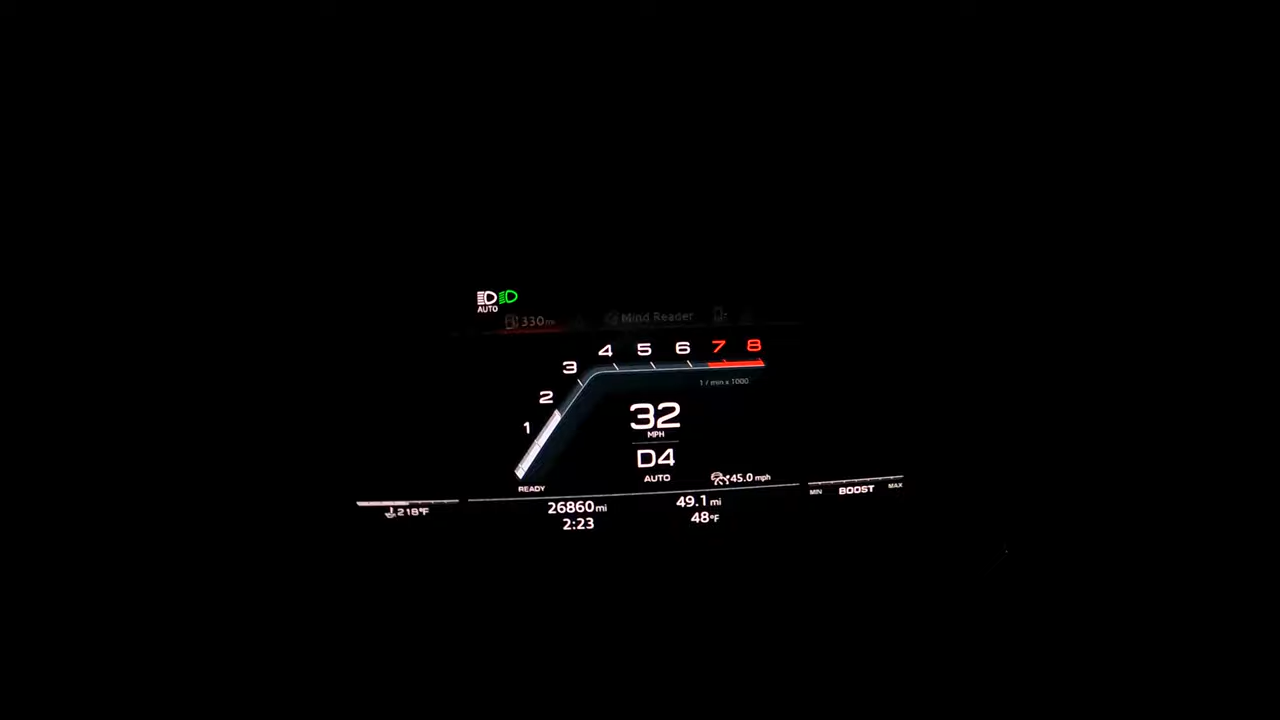 AUTO
330 mi
Mind Reader
1 2 3 4 5 6 7 8
1 / min x 1000
32
MPH
D4
AUTO
45.0 mph
READY
218°F
26860 mi
49.1 mi
2:23
48°F
MIN BOOST MAX